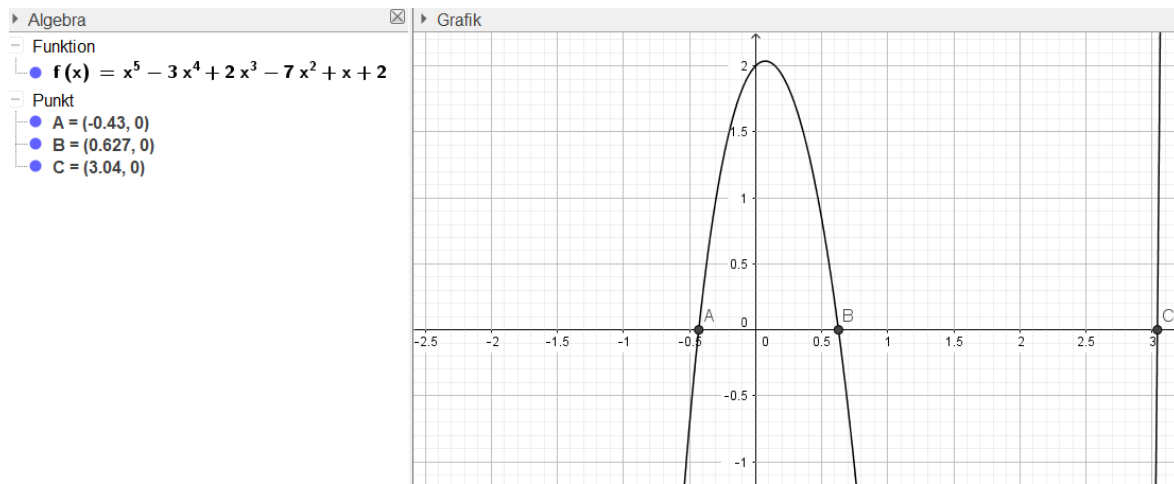 Algebra
Funktion
f(x) = x⁵ − 3 x⁴ + 2 x³ − 7 x² + x + 2
Punkt
A = (-0.43, 0)
B = (0.627, 0)
C = (3.04, 0)
Grafik
2
1.5
1
0.5
0
A
B
C
-2.5 -2 -1.5 -1 -0.5 0 0.5 1 1.5 2 2.5 3
-0.5
-1